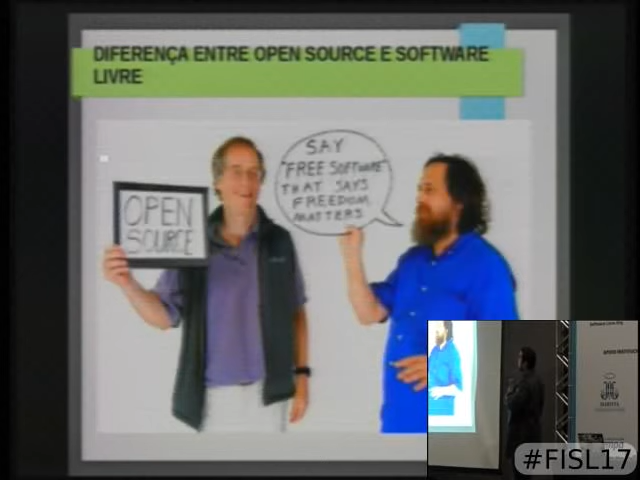 DIFERENÇA ENTRE OPEN SOURCE E SOFTWARE
LIVRE
OPEN
SOURCE
SAY
"FREE SOFTWARE"
THAT SAYS
FREEDOM
MATTERS
#FISL17